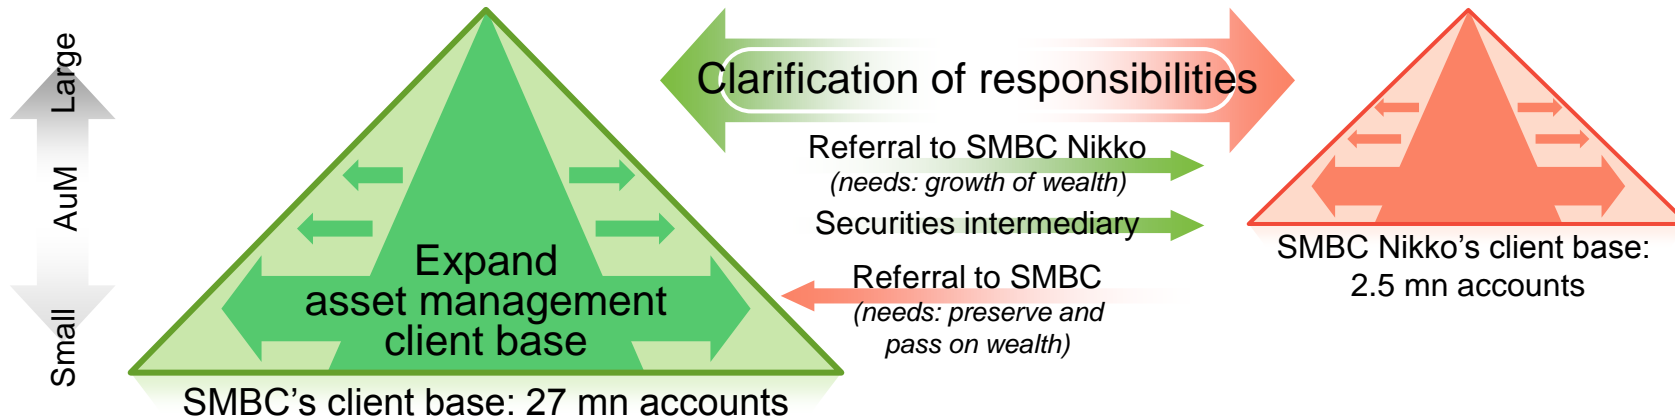 Large
AuM
Small
Expand
asset management
client base
SMBC's client base: 27 mn accounts
Clarification of responsibilities
Referral to SMBC Nikko
(needs: growth of wealth)
Securities intermediary
Referral to SMBC
(needs: preserve and
pass on wealth)
SMBC Nikko's client base:
2.5 mn accounts